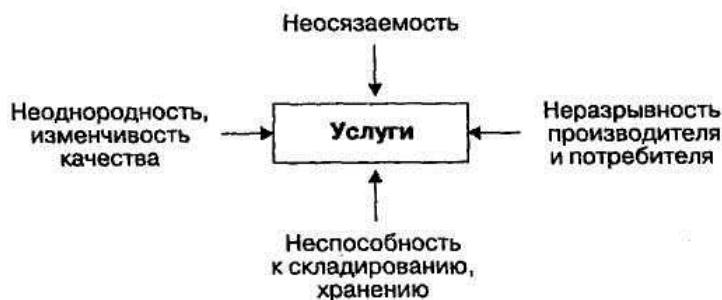 Неосязаемость
Неоднородность,
изменчивость
качества
Услуги
Неразрывность
производителя
и потребителя
Неспособность
к складированию,
хранению